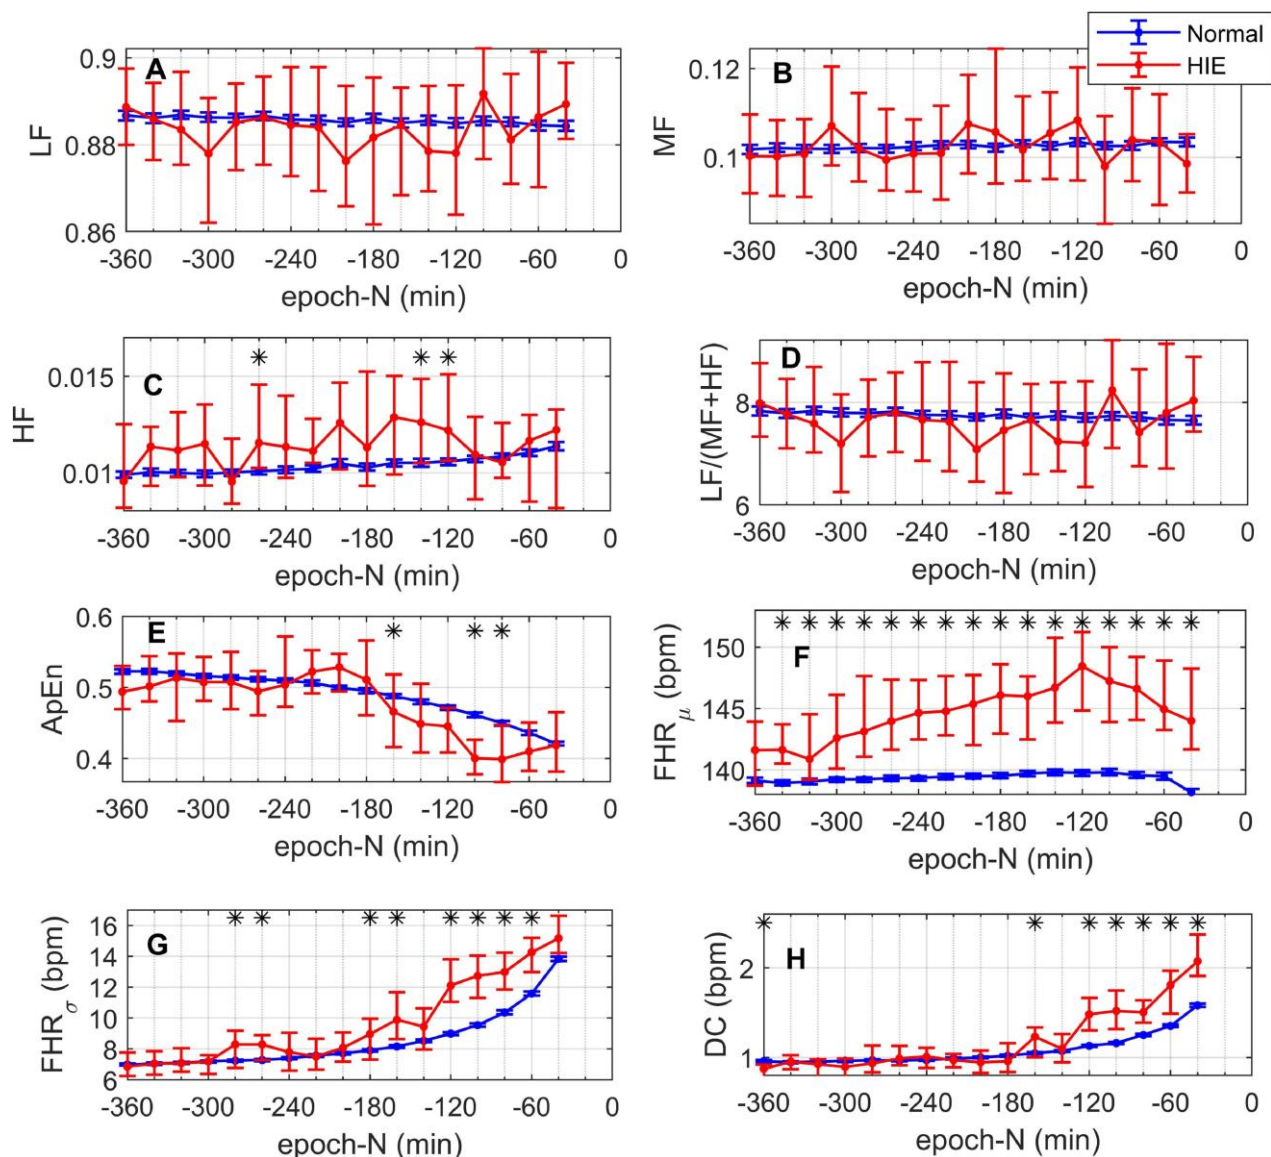 Normal
HIE
A
0.9
0.88
0.86
LF
-360 -300 -240 -180 -120 -60 0
epoch-N (min)
B
0.12
0.1
MF
-360 -300 -240 -180 -120 -60 0
epoch-N (min)
C
0.015
0.01
HF
* * *
-360 -300 -240 -180 -120 -60 0
epoch-N (min)
D
8
6
LF/(MF+HF)
-360 -300 -240 -180 -120 -60 0
epoch-N (min)
E
0.6
0.5
0.4
ApEn
* * *
-360 -300 -240 -180 -120 -60 0
epoch-N (min)
F
150
145
140
FHRμ (bpm)
* * * * * * * * * * * * * * * *
-360 -300 -240 -180 -120 -60 0
epoch-N (min)
G
16
14
12
10
8
6
FHRσ (bpm)
* * * * * * * *
-360 -300 -240 -180 -120 -60 0
epoch-N (min)
H
2
1
DC (bpm)
* * * * * * *
-360 -300 -240 -180 -120 -60 0
epoch-N (min)